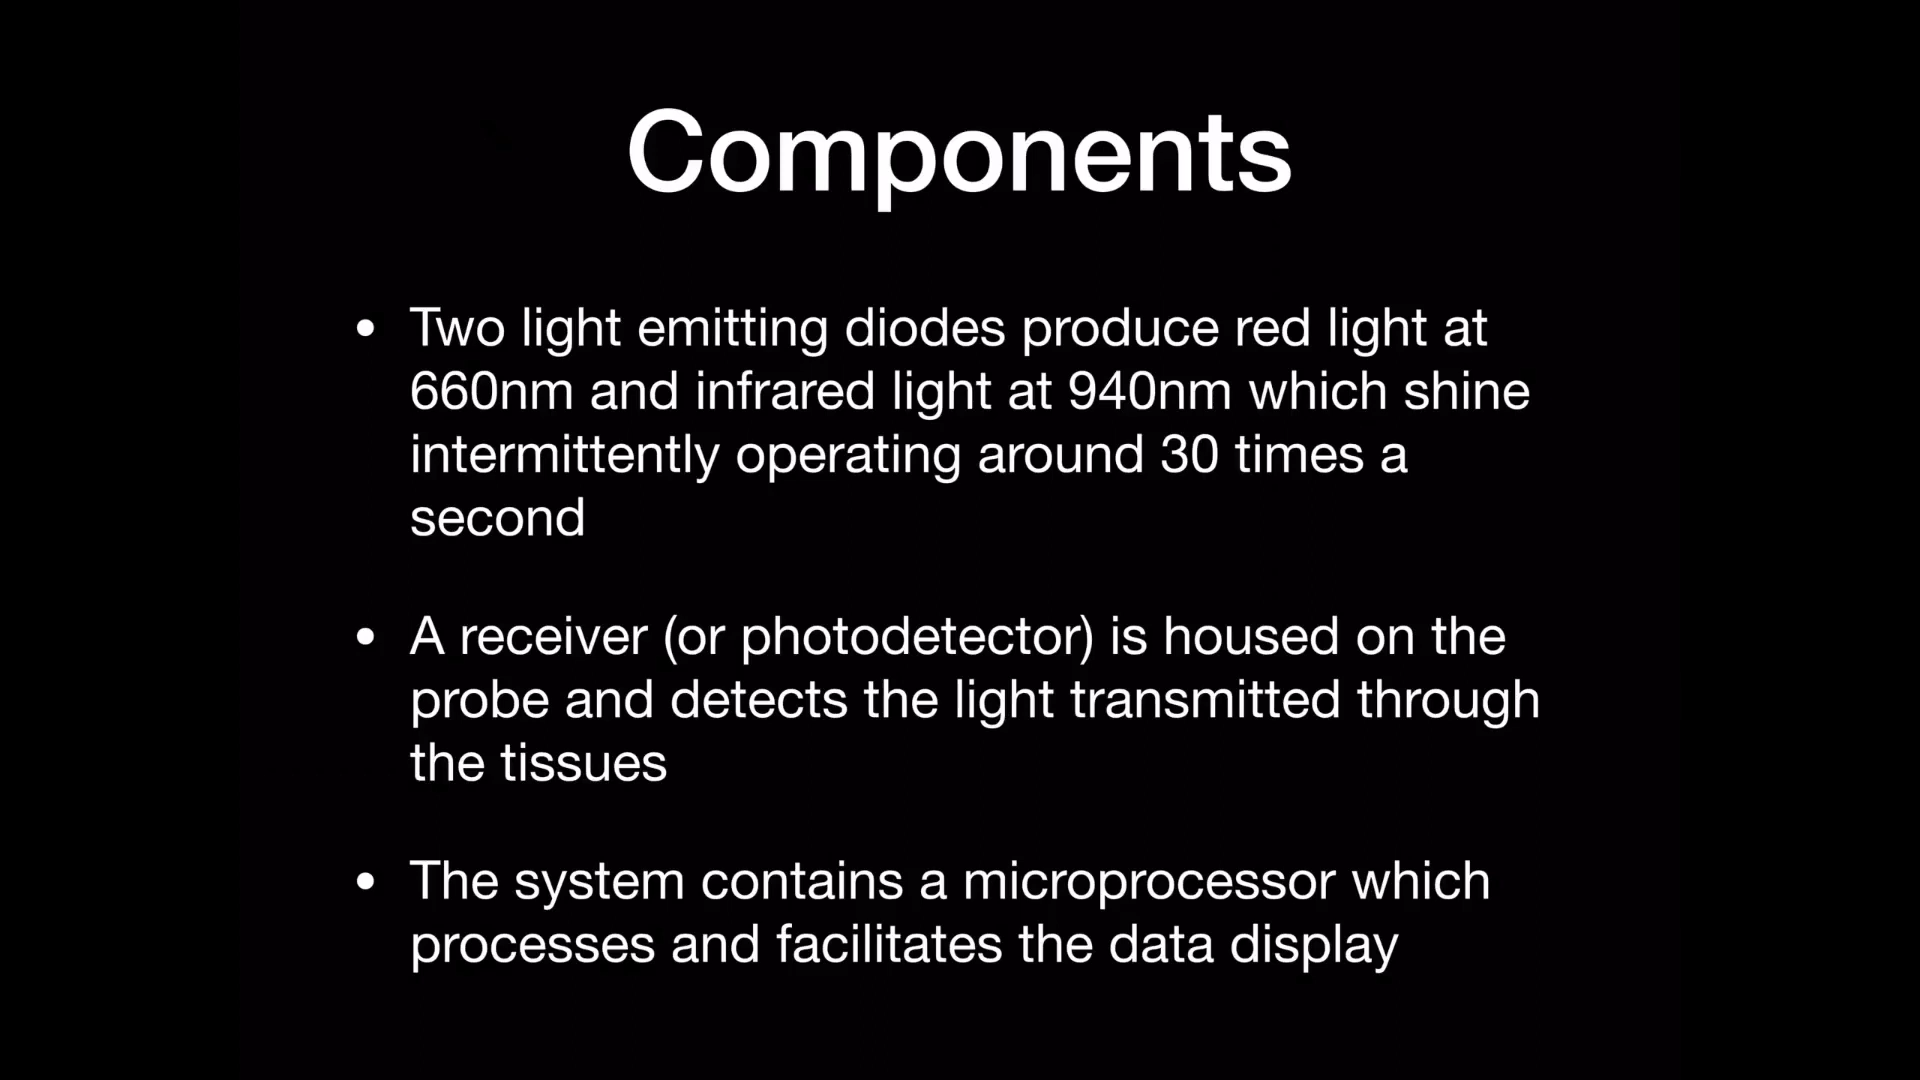 Components
• Two light emitting diodes produce red light at
660nm and infrared light at 940nm which shine
intermittently operating around 30 times a
second
• A receiver (or photodetector) is housed on the
probe and detects the light transmitted through
the tissues
• The system contains a microprocessor which
processes and facilitates the data display